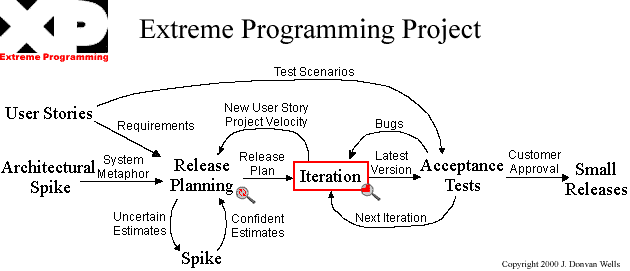 XP
Extreme Programming
Extreme Programming Project
Test Scenarios
User Stories
New User Story
Project Velocity
Bugs
Requirements
Architectural
Spike
System
Metaphor
Release
Planning
Release
Plan
Iteration
Latest
Version
Acceptance
Tests
Customer
Approval
Small
Releases
Uncertain
Estimates
Confident
Estimates
Next Iteration
Spike
Copyright 2000 J. Donvan Wells